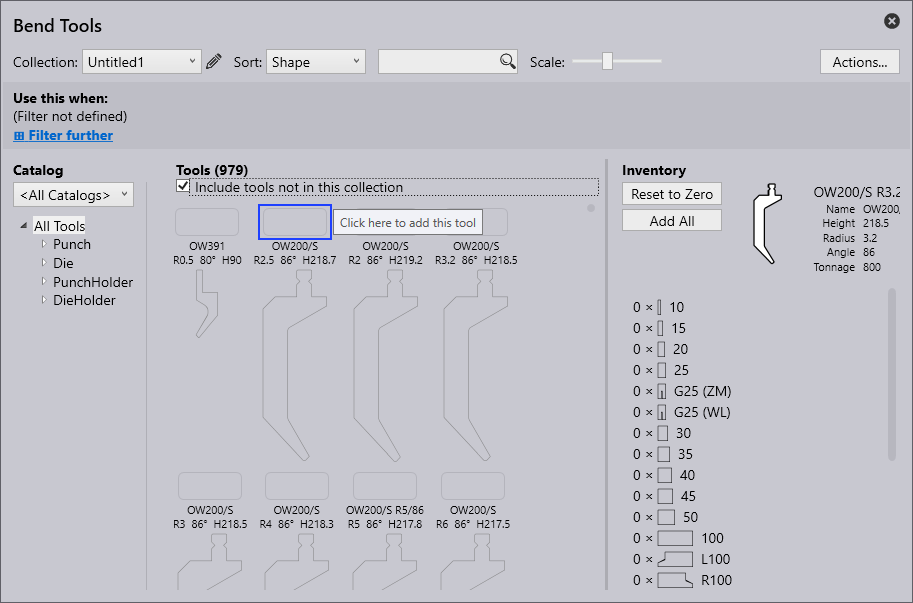 Bend Tools
Collection: Untitled1 Sort: Shape Scale: Actions...
Use this when:
(Filter not defined)
Filter further
Catalog
<All Catalogs>
All Tools
Punch
Die
PunchHolder
DieHolder
Tools (979)
Include tools not in this collection
Click here to add this tool
OW391 OW200/S OW200/S OW200/S
R0.5 80° H90 R2.5 86° H218.7 R2 86° H219.2 R3.2 86° H218.5
OW200/S OW200/S OW200/S R5/86 OW200/S
R3 86° H218.5 R4 86° H218.3 R5 86° H217.8 R6 86° H217.5
Inventory
Reset to Zero
Add All
OW200/S R3.2
Name OW200,
Height 218.5
Radius 3.2
Angle 86
Tonnage 800
0 × 10
0 × 15
0 × 20
0 × 25
0 × G25 (ZM)
0 × G25 (WL)
0 × 30
0 × 35
0 × 40
0 × 45
0 × 50
0 × 100
0 × L100
0 × R100